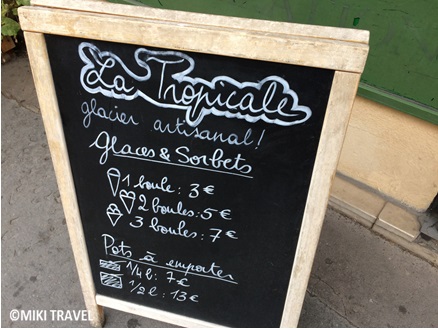 La Tropicale
glacier artisanal!
Glaces & Sorbets
1 boule: 3€
2 boules: 5€
3 boules: 7€
Pots à emporter
1/4 l: 7€
1/2 l: 13€
©MIKI TRAVEL